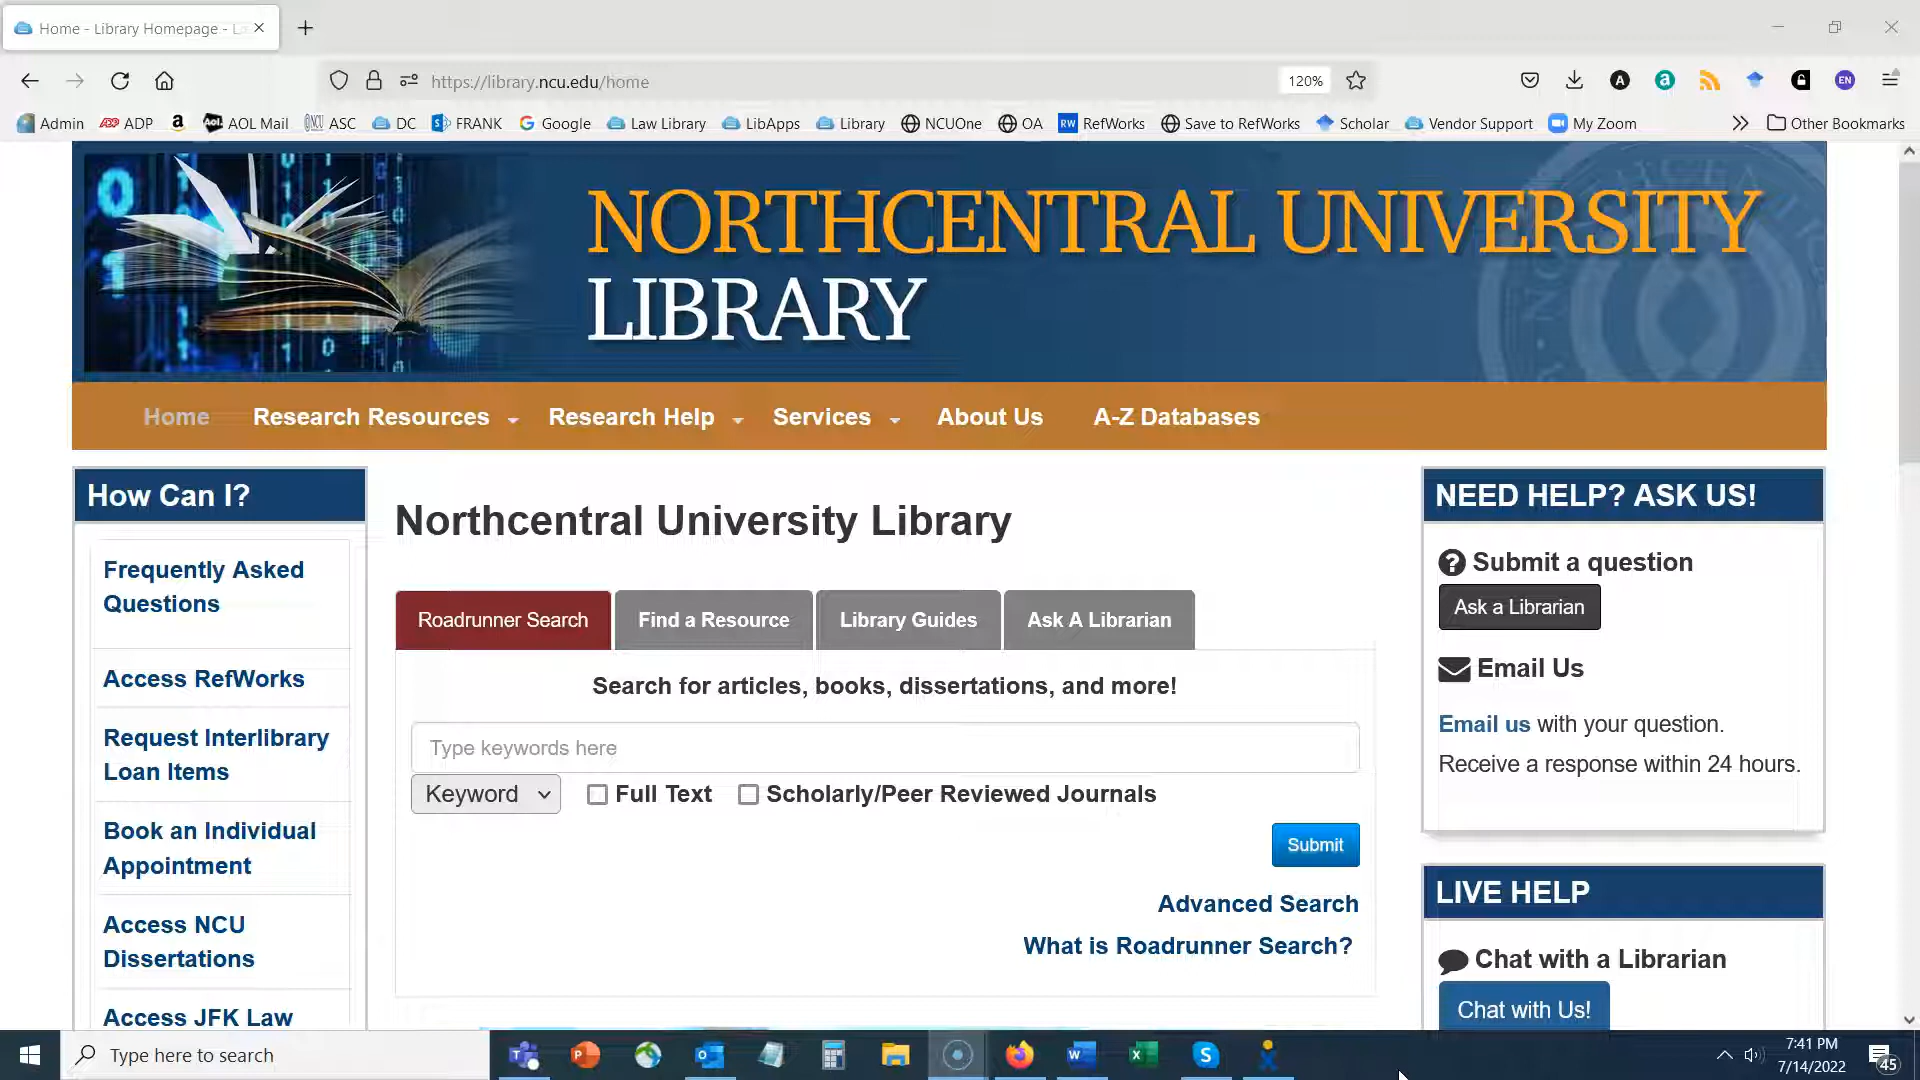 Home - Library Homepage - L
https://library.ncu.edu/home
120%
EN
Admin
ADP
AOL Mail
ASC
DC
FRANK
Google
Law Library
LibApps
Library
NCUOne
OA
RW RefWorks
Save to RefWorks
Scholar
Vendor Support
My Zoom
Other Bookmarks
NORTHCENTRAL UNIVERSITY
LIBRARY
Home
Research Resources
Research Help
Services
About Us
A-Z Databases
How Can I?
Frequently Asked
Questions
Access RefWorks
Request Interlibrary
Loan Items
Book an Individual
Appointment
Access NCU
Dissertations
Access JFK Law
Northcentral University Library
Roadrunner Search
Find a Resource
Library Guides
Ask A Librarian
Search for articles, books, dissertations, and more!
Type keywords here
Keyword
Full Text
Scholarly/Peer Reviewed Journals
Submit
Advanced Search
What is Roadrunner Search?
NEED HELP? ASK US!
Submit a question
Ask a Librarian
Email Us
Email us with your question.
Receive a response within 24 hours.
LIVE HELP
Chat with a Librarian
Chat with Us!
Type here to search
7:41 PM
7/14/2022
45